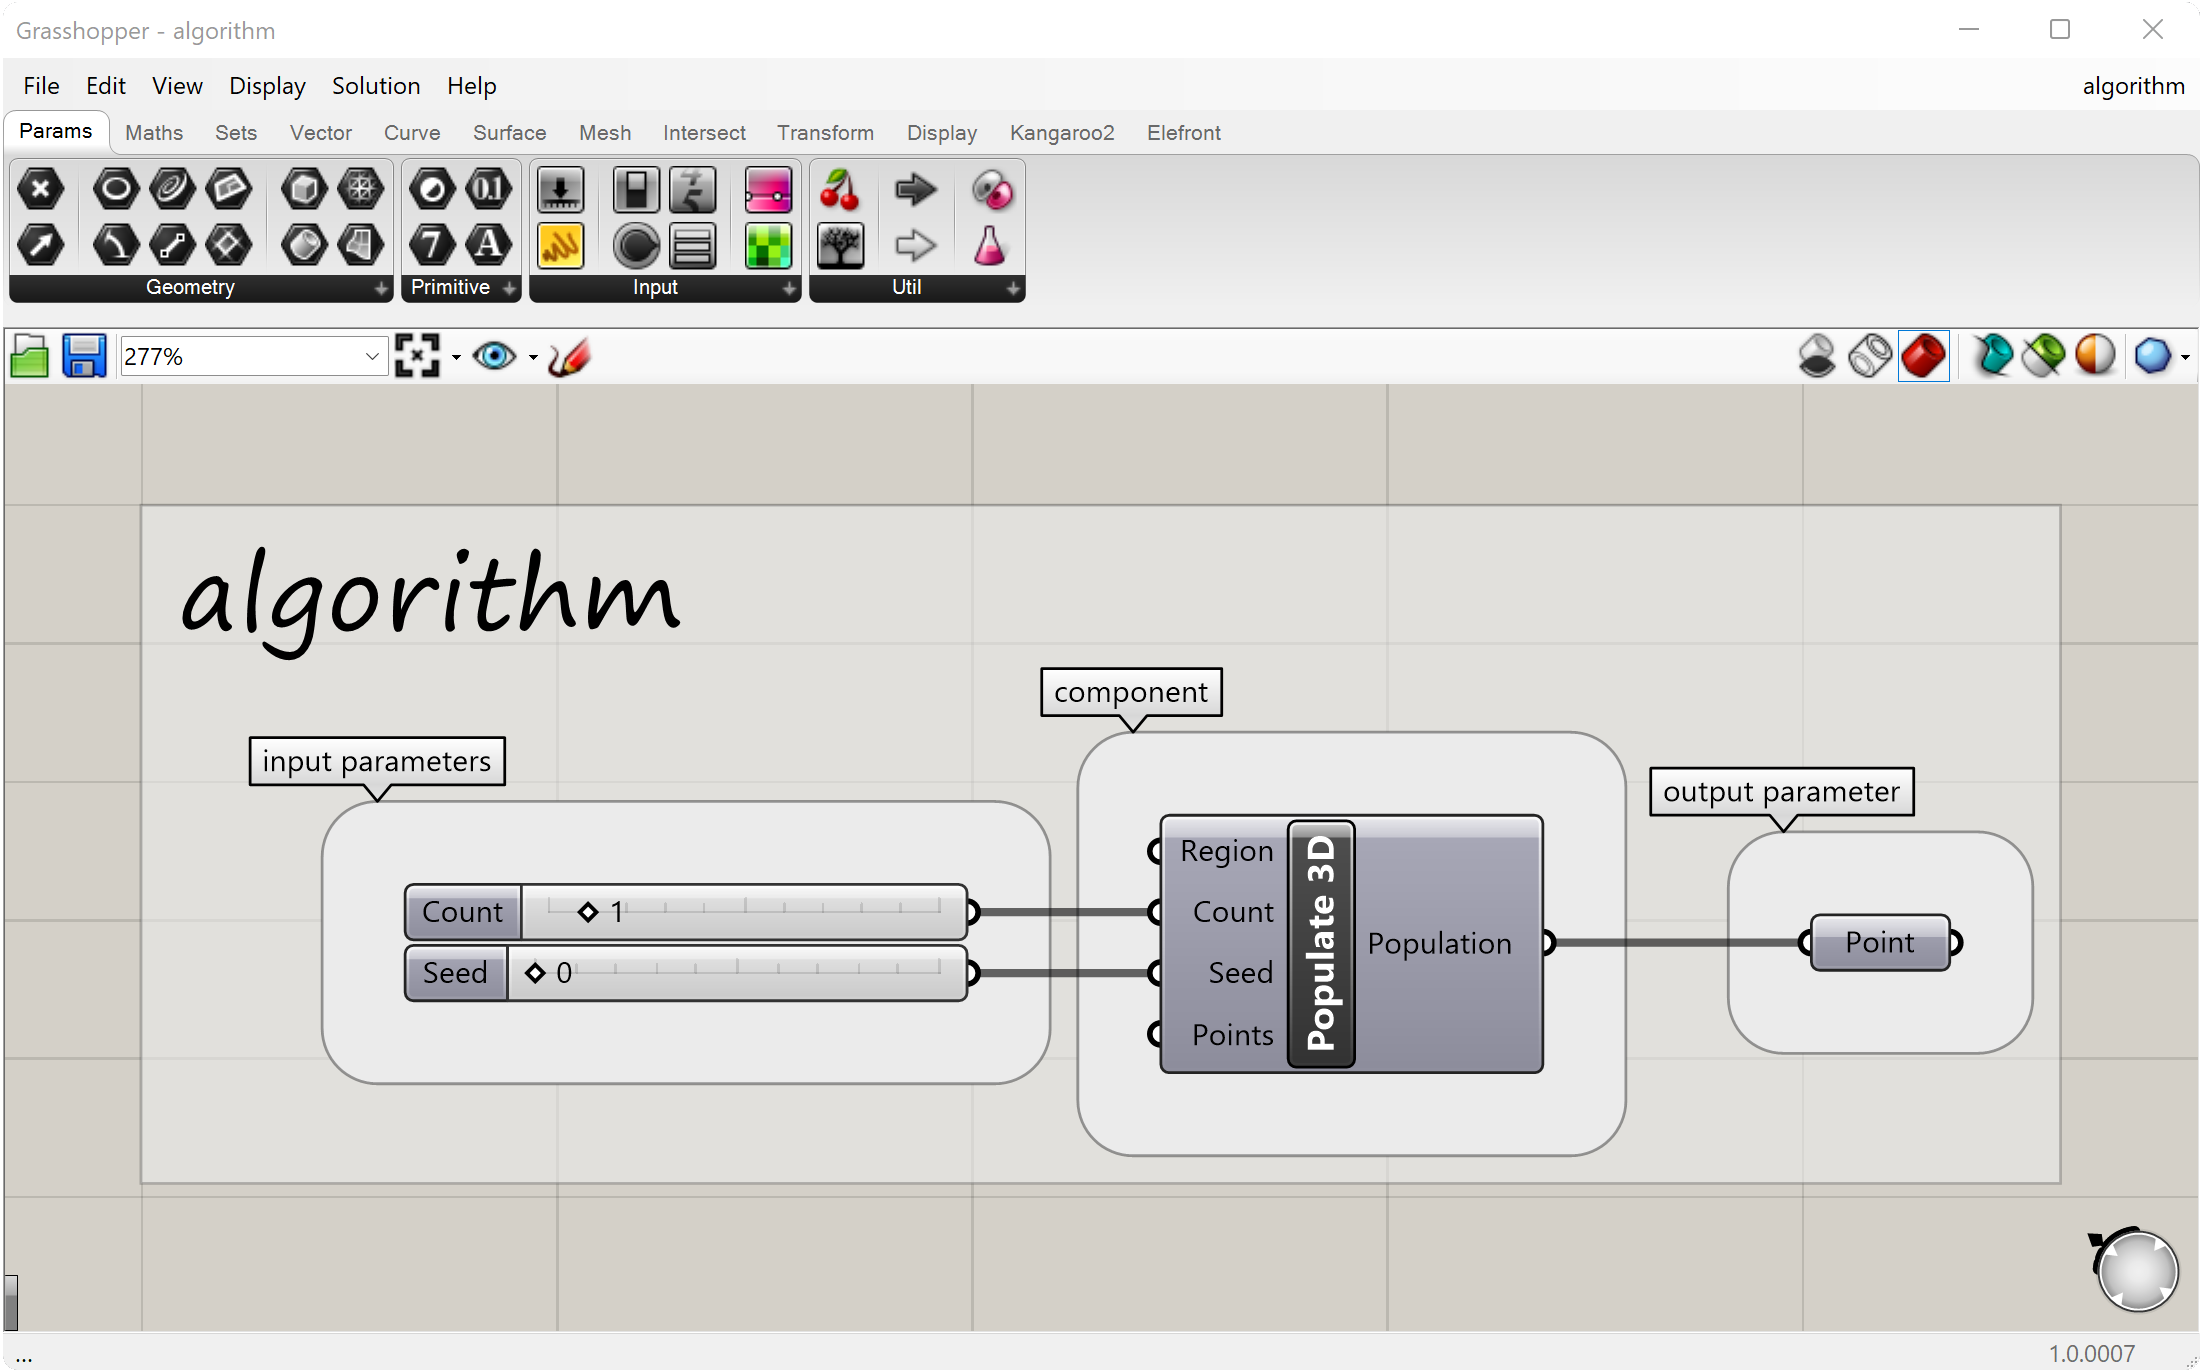 Grasshopper - algorithm
File Edit View Display Solution Help algorithm
Params Maths Sets Vector Curve Surface Mesh Intersect Transform Display Kangaroo2 Elefront
0.1
4
5
7 A
Geometry Primitive Input Util
277%
algorithm
component
input parameters
output parameter
Region
Count
Seed
Points
Populate 3D
Population
Count 1
Seed 0
Point
...
1.0.0007